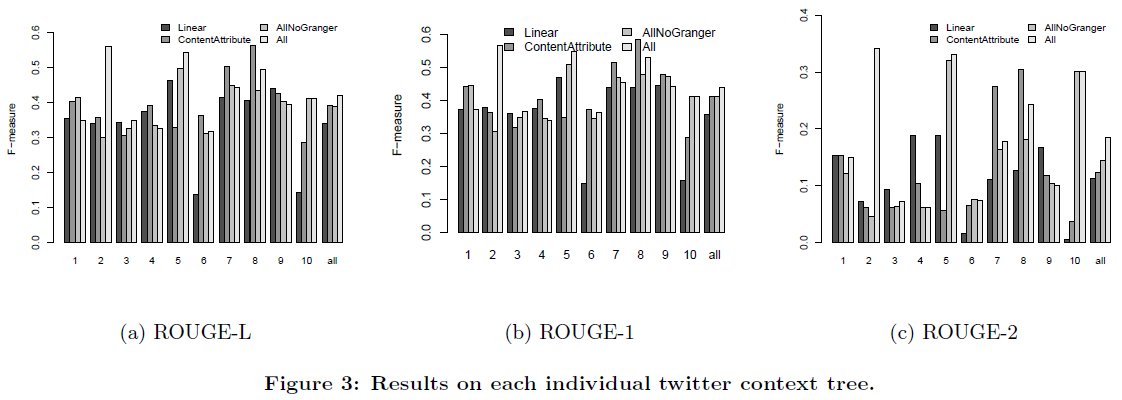 Linear AllNoGranger
ContentAttribute All
F−measure
0.0 0.1 0.2 0.3 0.4 0.5 0.6
1 2 3 4 5 6 7 8 9 10 all
(a) ROUGE-L
Linear AllNoGranger
ContentAttribute All
F−measure
0.0 0.1 0.2 0.3 0.4 0.5 0.6
1 2 3 4 5 6 7 8 9 10 all
(b) ROUGE-1
Linear AllNoGranger
ContentAttribute All
F−measure
0.0 0.1 0.2 0.3 0.4
1 2 3 4 5 6 7 8 9 10 all
(c) ROUGE-2
Figure 3: Results on each individual twitter context tree.